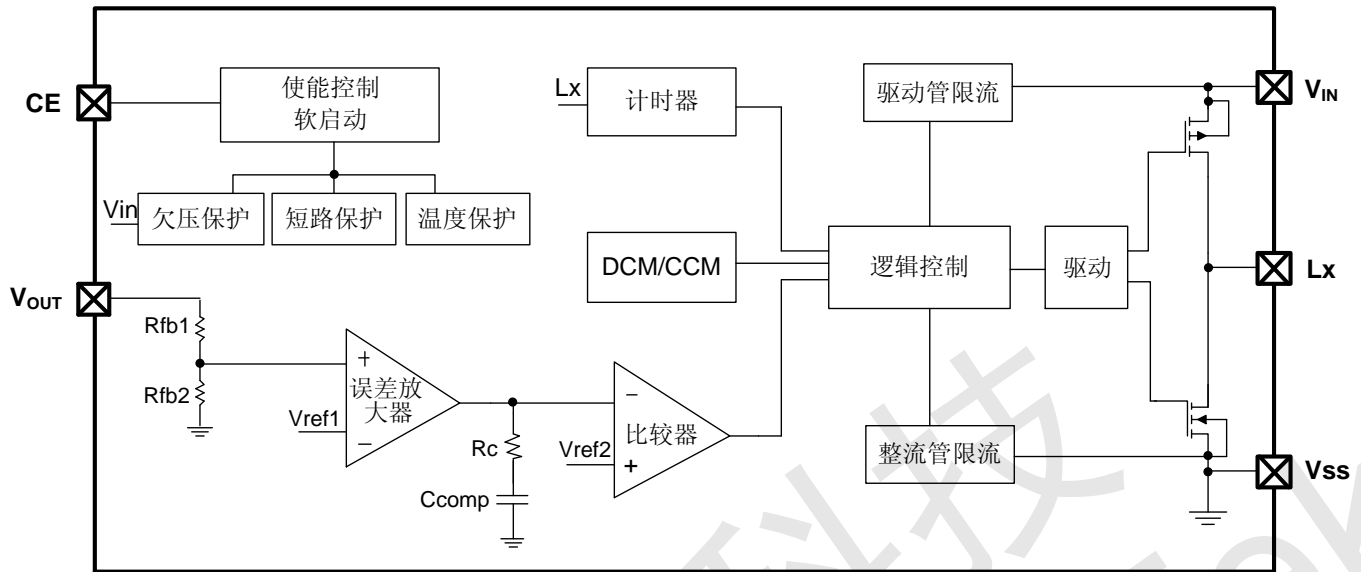 CE
使能控制
软启动
Lx
计时器
驱动管限流
VIN
Vin
欠压保护
短路保护
温度保护
DCM/CCM
逻辑控制
驱动
Lx
VOUT
Rfb1
Rfb2
+
误差放
大器
Vref1
−
Rc
Ccomp
−
比较器
Vref2
+
整流管限流
Vss
科技